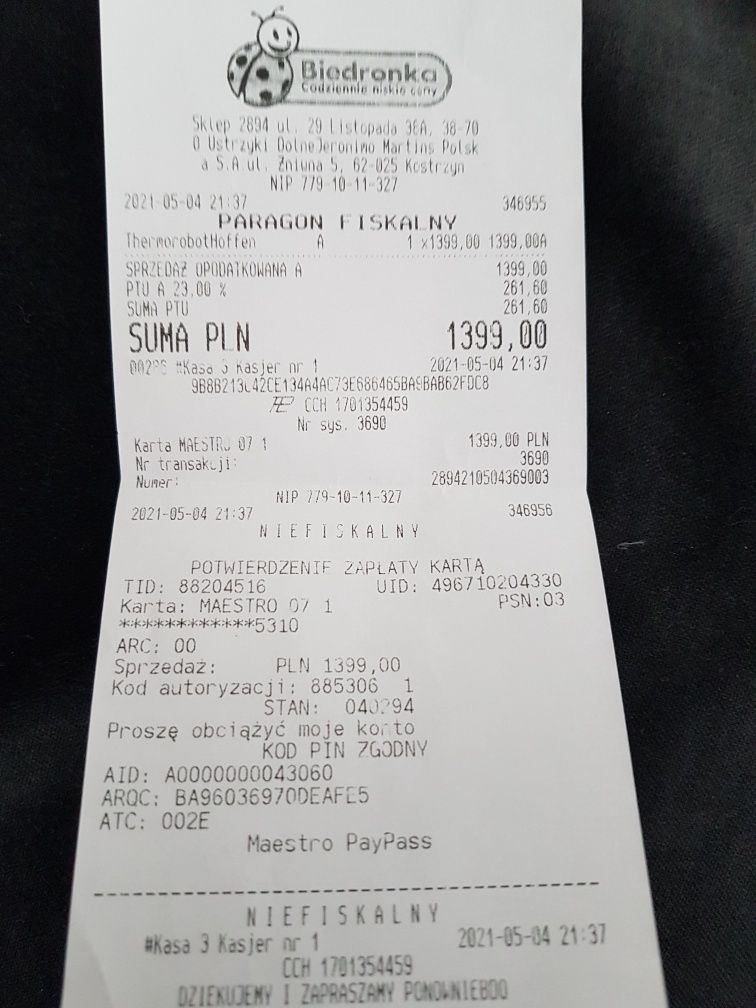 Biedronka
Codziennie niskie ceny
Sklep 2894 ul. 29 Listopada 36A, 38-70
0 Ustrzyki DolneJeronimo Martins Polsk
a S.A.ul. Żniwna 5, 62-025 Kostrzyn
NIP 779-10-11-327
2021-05-04 21:37 346955
PARAGON FISKALNY
ThermorobotHoffen A 1 x1399,00 1399,00A
SPRZEDAŻ OPODATKOWANA A 1399,00
PTU A 23,00 % 261,60
SUMA PTU 261,60
SUMA PLN 1399,00
#Kasa 3 Kasjer nr 1 2021-05-04 21:37
CCH 1701354459
Nr sys. 3690
Karta MAESTRO 07 1 1399,00 PLN
Nr transakcji: 3690
Numer: 2894210504369003
NIP 779-10-11-327
2021-05-04 21:37 346956
NIEFISKALNY
POTWIERDZENIE ZAPŁATY KARTĄ
TID: 88204516 UID: 496710204330
Karta: MAESTRO 07 1 PSN:03
************5310
ARC: 00
Sprzedaż: PLN 1399,00
Kod autoryzacji: 885306 1
STAN: 040294
Proszę obciążyć moje konto
KOD PIN ZGODNY
AID: A0000000043060
ARQC: BA96036970DEAFE5
ATC: 002E
Maestro PayPass
NIEFISKALNY
#Kasa 3 Kasjer nr 1 2021-05-04 21:37
CCH 1701354459
DZIEKUJEMY I ZAPRASZAMY PONOWNIEBOO